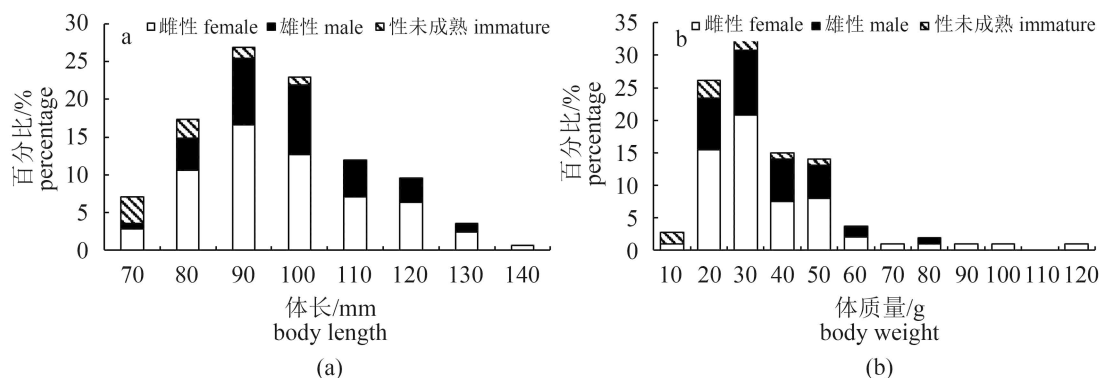 a
雌性 female 雄性 male 性未成熟 immature
30
25
20
15
10
5
0
百分比/%
percentage
70 80 90 100 110 120 130 140
体长/mm
body length
(a)
b
雌性 female 雄性 male 性未成熟 immature
35
30
25
20
15
10
5
0
百分比/%
percentage
10 20 30 40 50 60 70 80 90 100 110 120
体质量/g
body weight
(b)